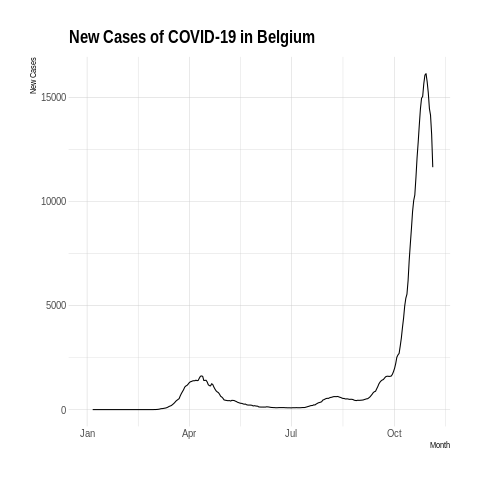 New Cases of COVID-19 in Belgium
New Cases
15000
10000
5000
0
Jan Apr Jul Oct
Month